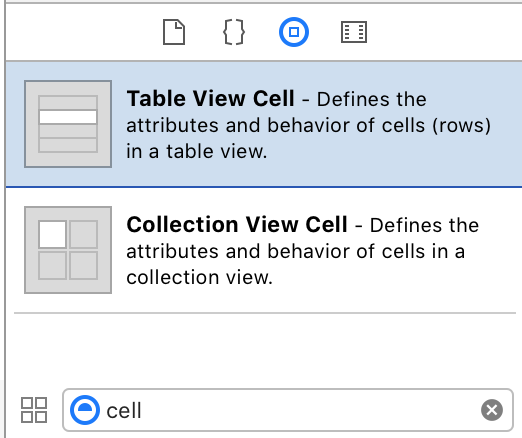 Table View Cell - Defines the
attributes and behavior of cells (rows)
in a table view.
Collection View Cell - Defines the
attributes and behavior of cells in a
collection view.
cell